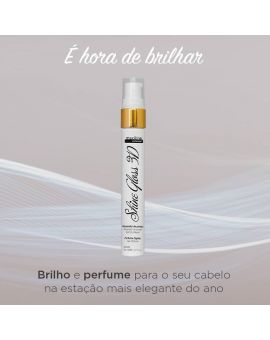 É hora de brilhar
Shine Gloss 3D
Brilho e perfume para o seu cabelo
na estação mais elegante do ano